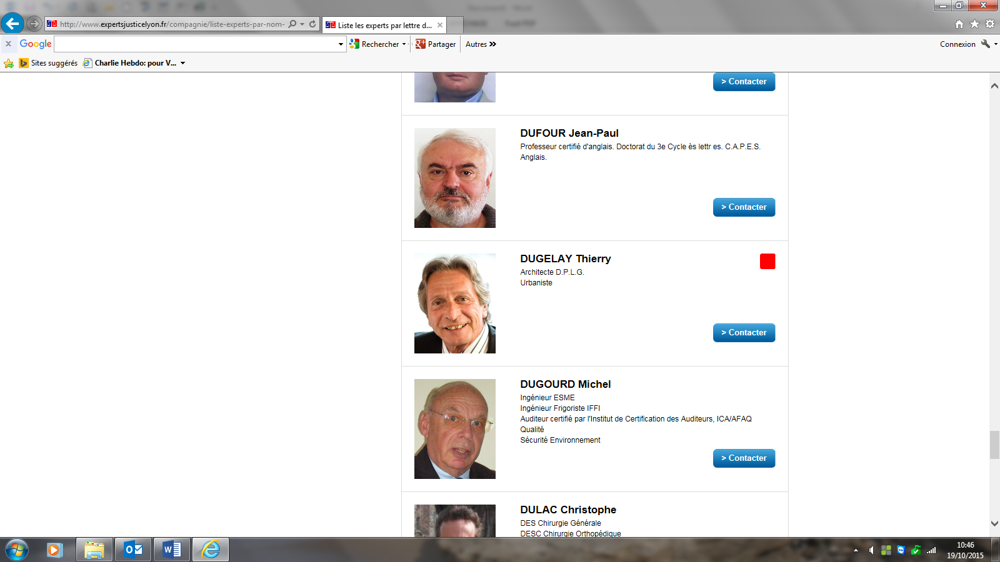 http://www.expertsjusticelyon.fr/compagnie/liste-experts-par-nom-
Liste les experts par lettre d...
x Google
Rechercher
Partager
Autres
Connexion
Sites suggérés
Charlie Hebdo: pour V...
> Contacter
DUFOUR Jean-Paul
Professeur certifié d'anglais. Doctorat du 3e Cycle ès lettr es. C.A.P.E.S.
Anglais.
> Contacter
DUGELAY Thierry
Architecte D.P.L.G.
Urbaniste
> Contacter
DUGOURD Michel
Ingénieur ESME
Ingénieur Frigoriste IFFI
Auditeur certifié par l'Institut de Certification des Auditeurs, ICA/AFAQ
Qualité
Sécurité Environnement
> Contacter
DULAC Christophe
DES Chirurgie Générale
DESC Chirurgie Orthopédique
10:46
19/10/2015